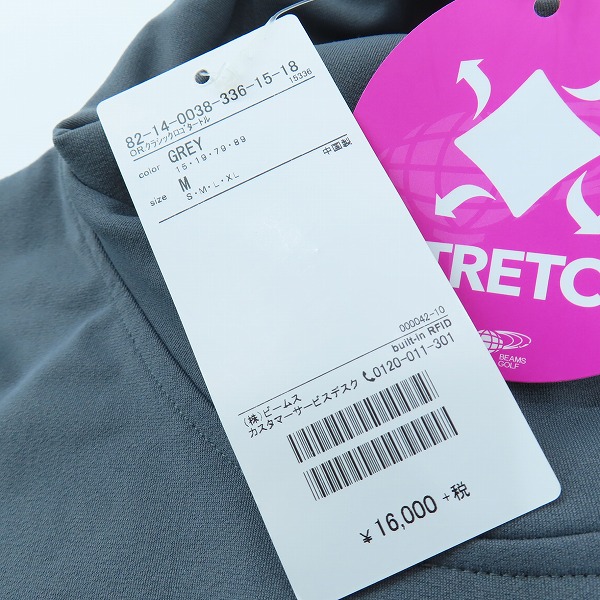 82-14-0038-336-15-18
ORクラシックロゴタートル 15336
color GREY
15・19・79・89
size M 中国製
S・M・L・XL
000042-10
built-in RFID
(株)ビームス
カスタマーサービスデスク 0120-011-301
¥16,000 +税
TRETC
BEAMS
GOLF